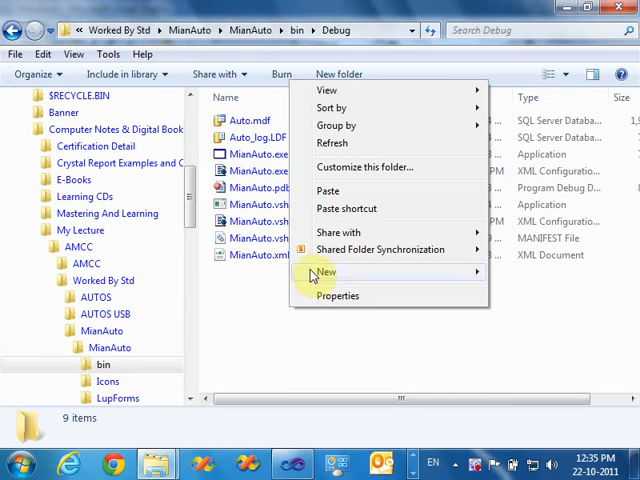 Worked By Std MianAuto MianAuto bin Debug Search Debug
File Edit View Tools Help
Organize Include in library Share with Burn New folder
$RECYCLE.BIN
Banner
Computer Notes & Digital Document
Certification Detail
Crystal Report Examples and C
E-Books
Learning CDs
Mastering And Learning
My Lecture
AMCC
AMCC
Worked By Std
AUTOS
AUTOS USB
MianAuto
MianAuto
bin
Icons
LupForms
Name Type
Auto.mdf SQL Server Databa...
Auto_log.LDF SQL Server Databa...
MianAuto.exe Application
MianAuto.exe XML Configuration...
MianAuto.pdb Program Debug D...
MianAuto.vsh Application
MianAuto.vsh XML Configuration...
MianAuto.vsh MANIFEST File
MianAuto.xml XML Document
View
Sort by
Group by
Refresh
Customize this folder...
Paste
Paste shortcut
Share with
Shared Folder Synchronization
New
Properties
9 items
EN 12:35 PM
22-10-2011